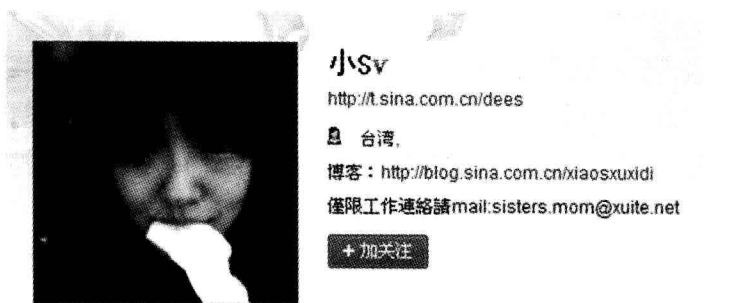 小Sv
http://t.sina.com.cn/dees
台湾,
博客：http://blog.sina.com.cn/xiaosxuxidi
僅限工作連絡請mail:sisters.mom@xuite.net
+ 加关注